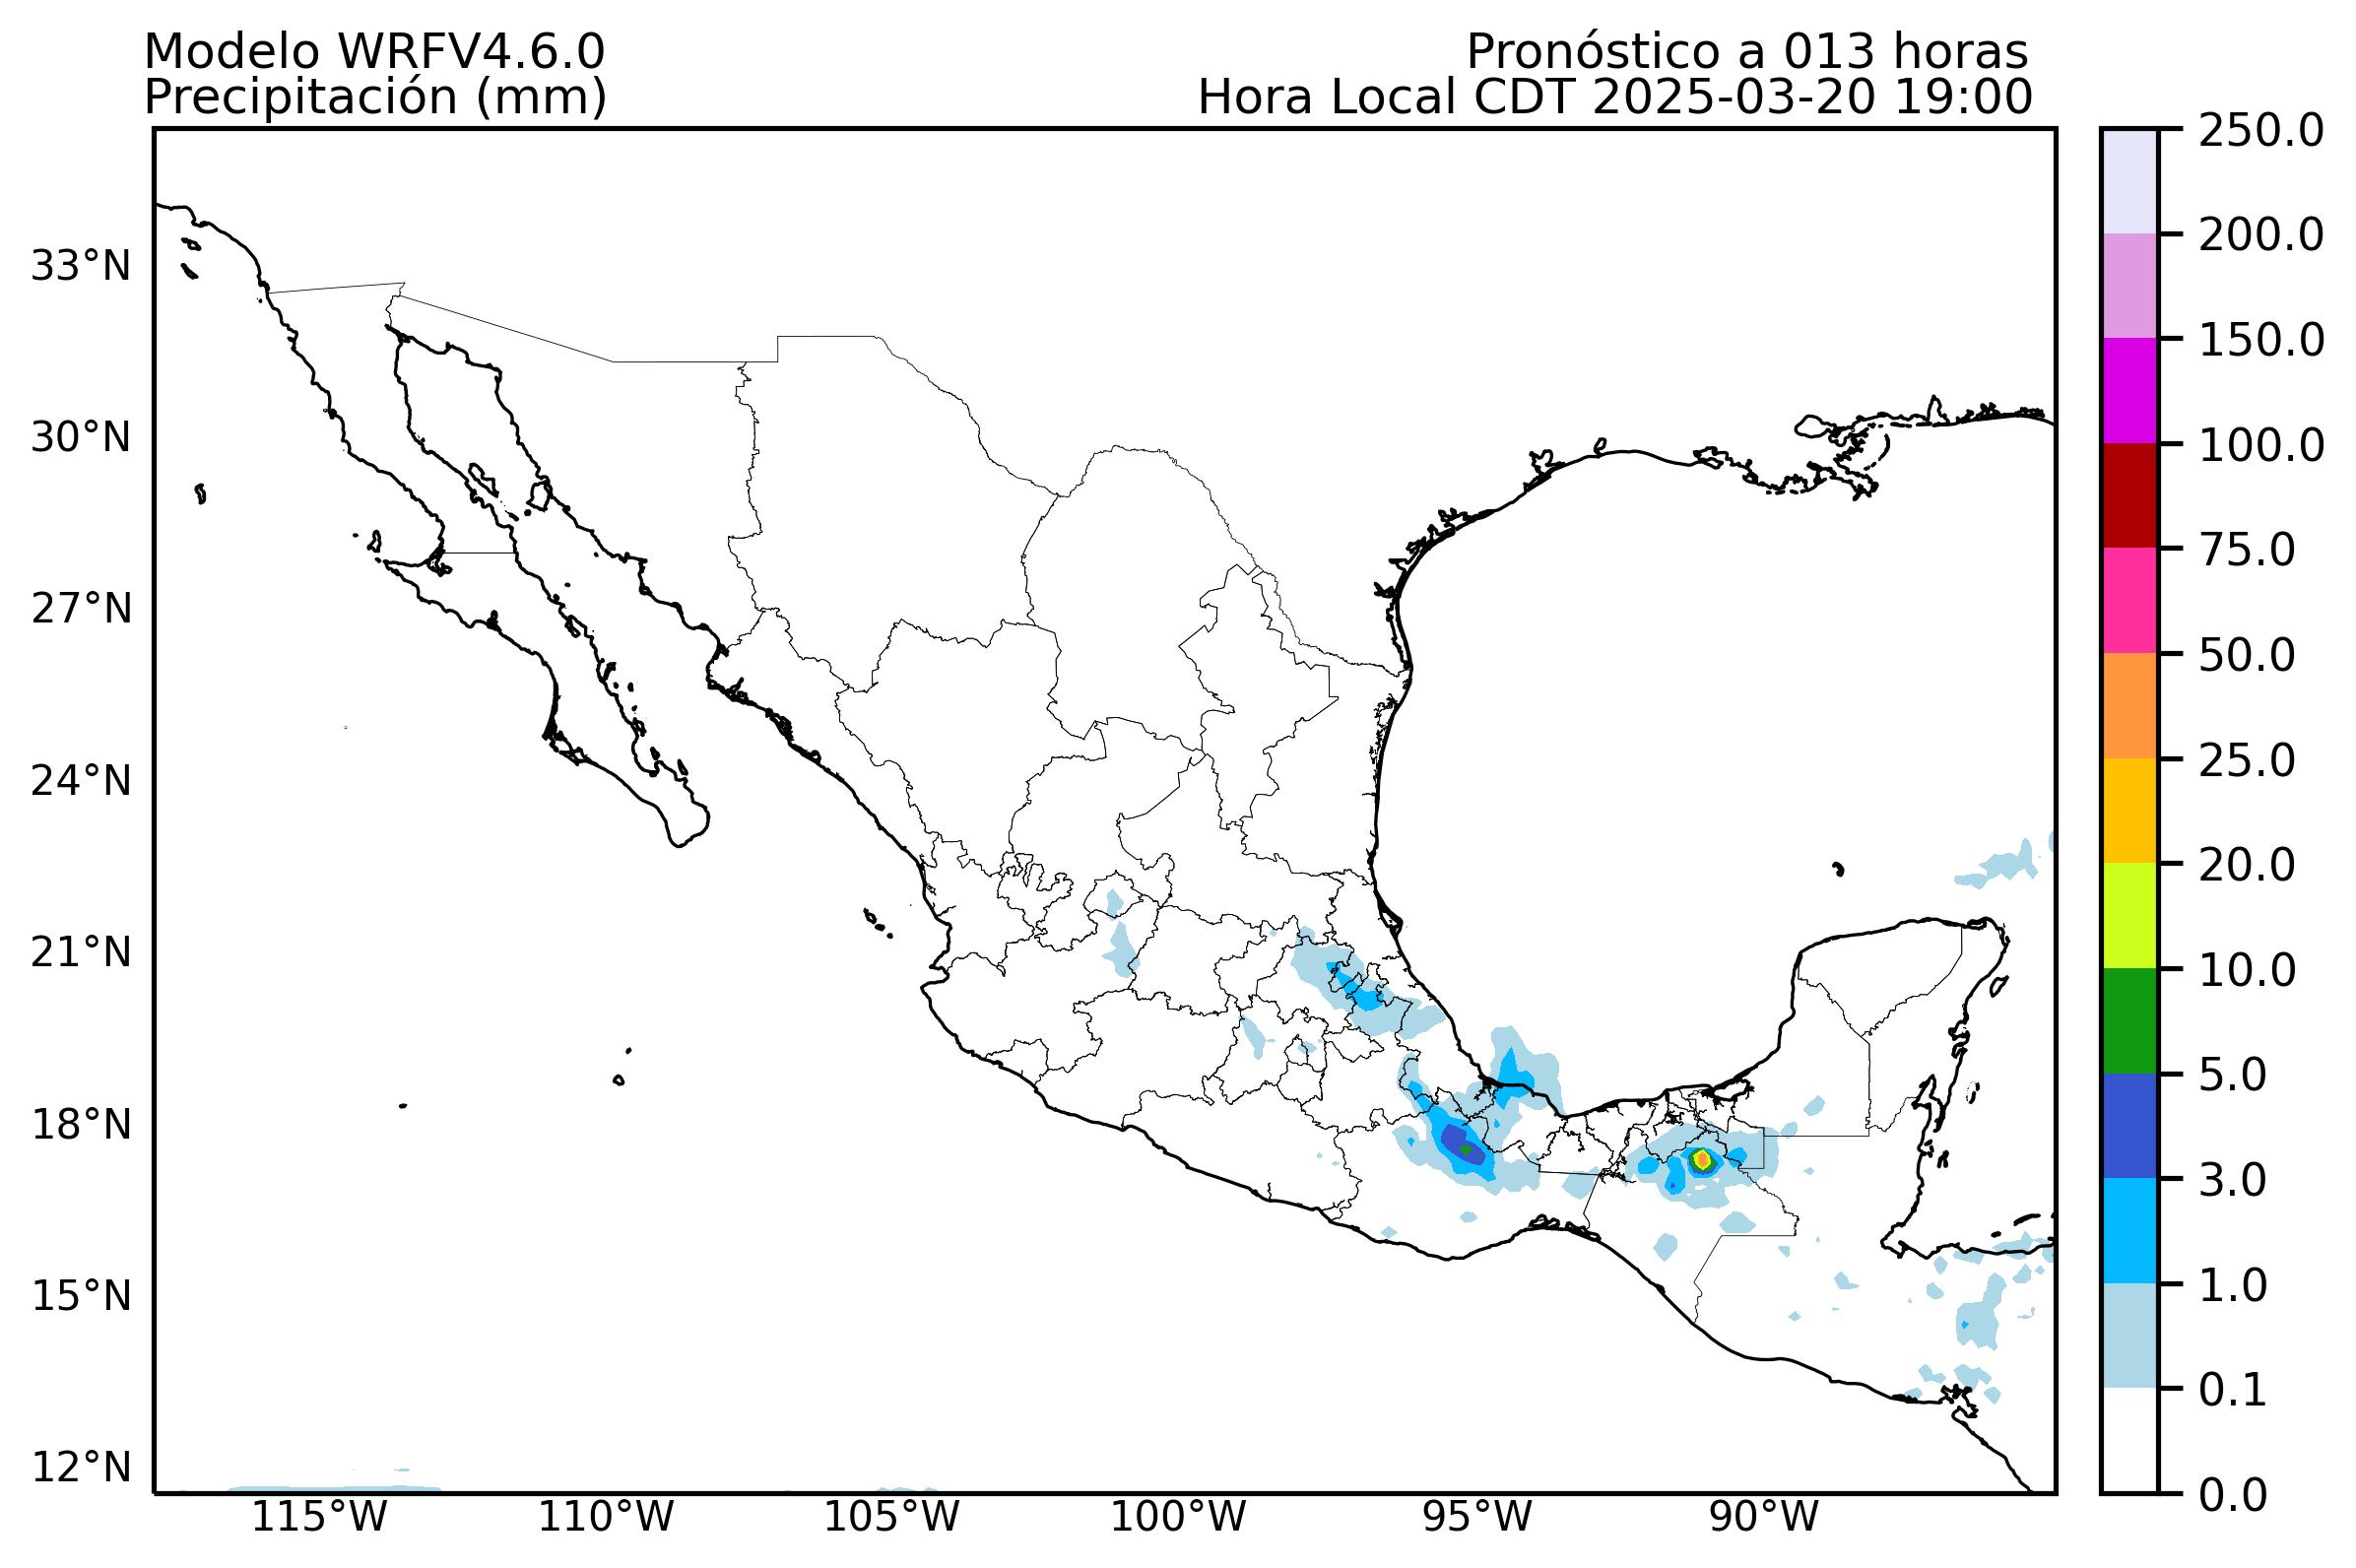 Modelo WRFV4.6.0
Precipitación (mm)
Pronóstico a 013 horas
Hora Local CDT 2025-03-20 19:00
33°N
30°N
27°N
24°N
21°N
18°N
15°N
12°N
115°W
110°W
105°W
100°W
95°W
90°W
250.0
200.0
150.0
100.0
75.0
50.0
25.0
20.0
10.0
5.0
3.0
1.0
0.1
0.0